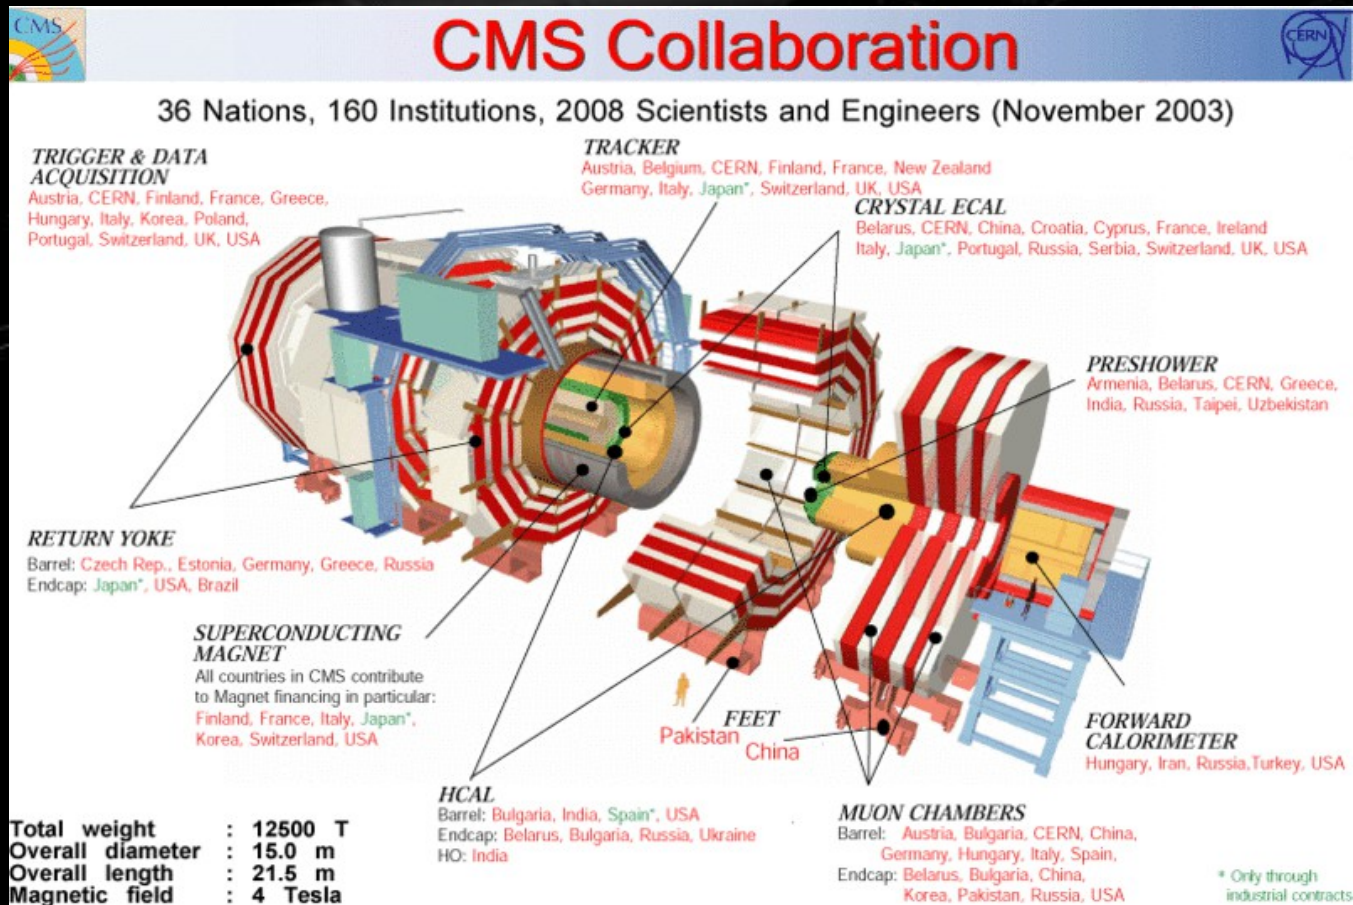 CMS
CMS Collaboration
CERN
36 Nations, 160 Institutions, 2008 Scientists and Engineers (November 2003)
TRIGGER & DATA
ACQUISITION
Austria, CERN, Finland, France, Greece,
Hungary, Italy, Korea, Poland,
Portugal, Switzerland, UK, USA
TRACKER
Austria, Belgium, CERN, Finland, France, New Zealand
Germany, Italy, Japan*, Switzerland, UK, USA
CRYSTAL ECAL
Belarus, CERN, China, Croatia, Cyprus, France, Ireland
Italy, Japan*, Portugal, Russia, Serbia, Switzerland, UK, USA
PRESHOWER
Armenia, Belarus, CERN, Greece,
India, Russia, Taipei, Uzbekistan
RETURN YOKE
Barrel: Czech Rep., Estonia, Germany, Greece, Russia
Endcap: Japan*, USA, Brazil
SUPERCONDUCTING
MAGNET
All countries in CMS contribute
to Magnet financing in particular:
Finland, France, Italy, Japan*,
Korea, Switzerland, USA
FEET
Pakistan
China
FORWARD
CALORIMETER
Hungary, Iran, Russia,Turkey, USA
HCAL
Barrel: Bulgaria, India, Spain*, USA
Endcap: Belarus, Bulgaria, Russia, Ukraine
HO: India
MUON CHAMBERS
Barrel: Austria, Bulgaria, CERN, China,
Germany, Hungary, Italy, Spain,
Endcap: Belarus, Bulgaria, China,
Korea, Pakistan, Russia, USA
Total weight : 12500 T
Overall diameter : 15.0 m
Overall length : 21.5 m
Magnetic field : 4 Tesla
* Only through
industrial contracts